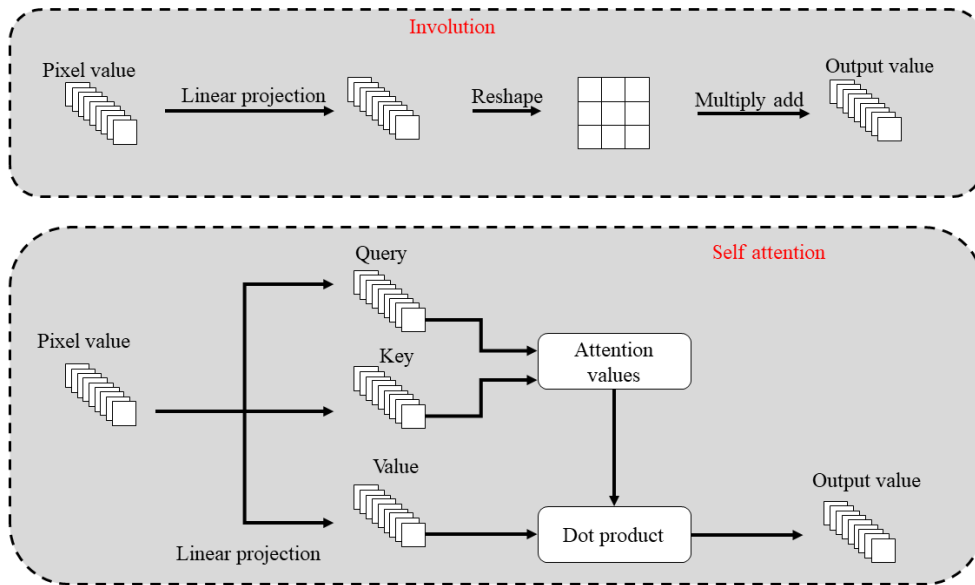 Involution
Pixel value
Linear projection
Reshape
Multiply add
Output value
Self attention
Query
Pixel value
Key
Attention
values
Value
Linear projection
Dot product
Output value